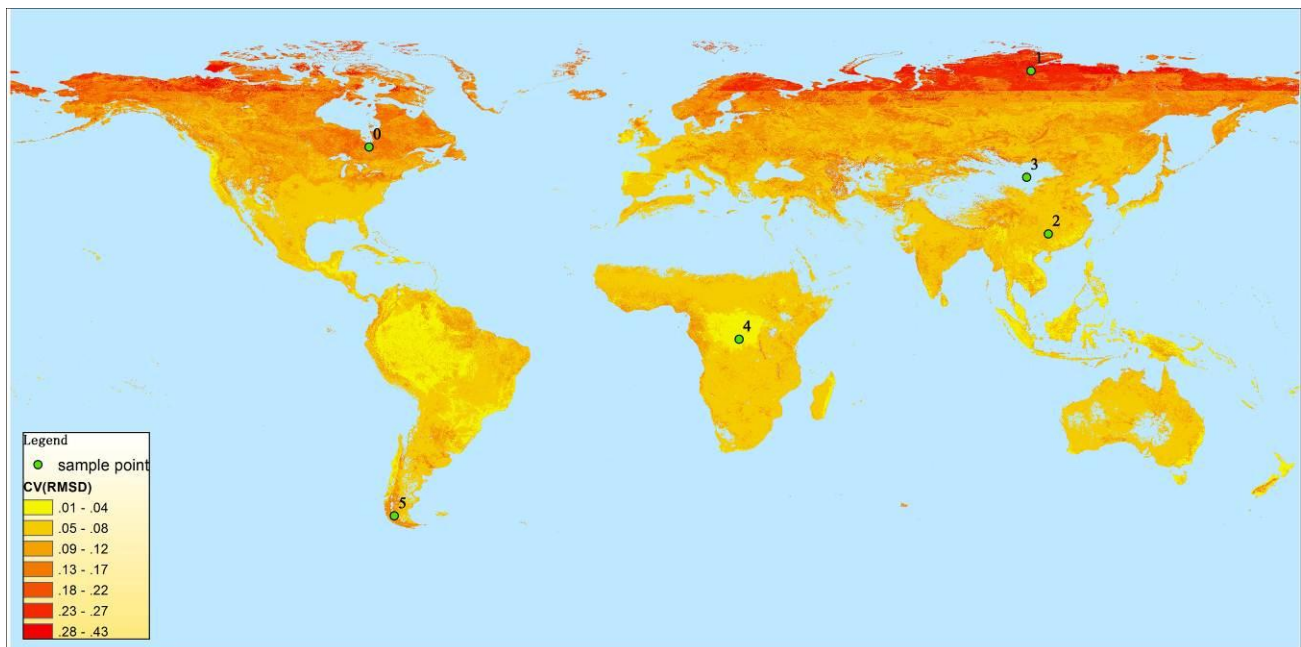 1
0
3
2
4
5
Legend
sample point
CV(RMSD)
.01 - .04
.05 - .08
.09 - .12
.13 - .17
.18 - .22
.23 - .27
.28 - .43